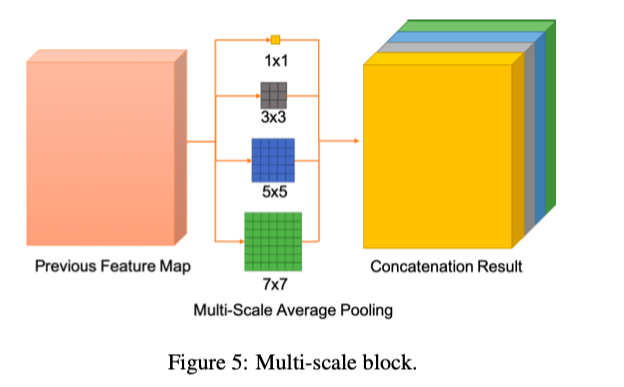 1x1
3x3
5x5
7x7
Previous Feature Map
Concatenation Result
Multi-Scale Average Pooling
Figure 5: Multi-scale block.